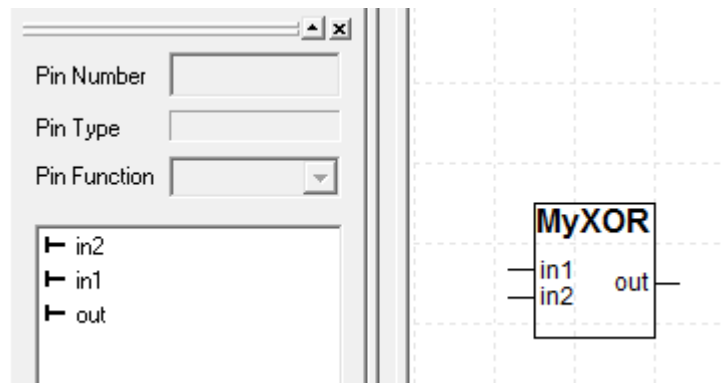 Pin Number
Pin Type
Pin Function
in2
in1
out
MyXOR
in1
in2
out